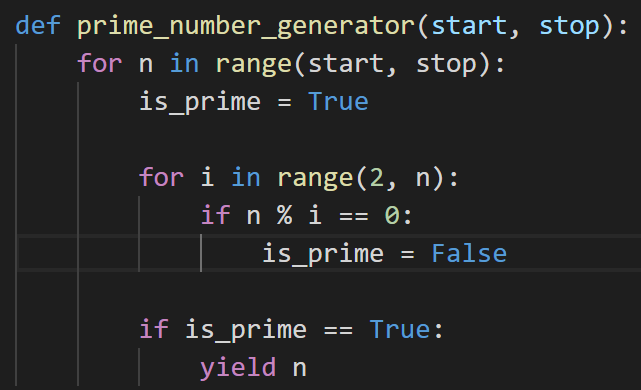 def prime_number_generator(start, stop):
    for n in range(start, stop):
        is_prime = True

        for i in range(2, n):
            if n % i == 0:
                is_prime = False

        if is_prime == True:
            yield n